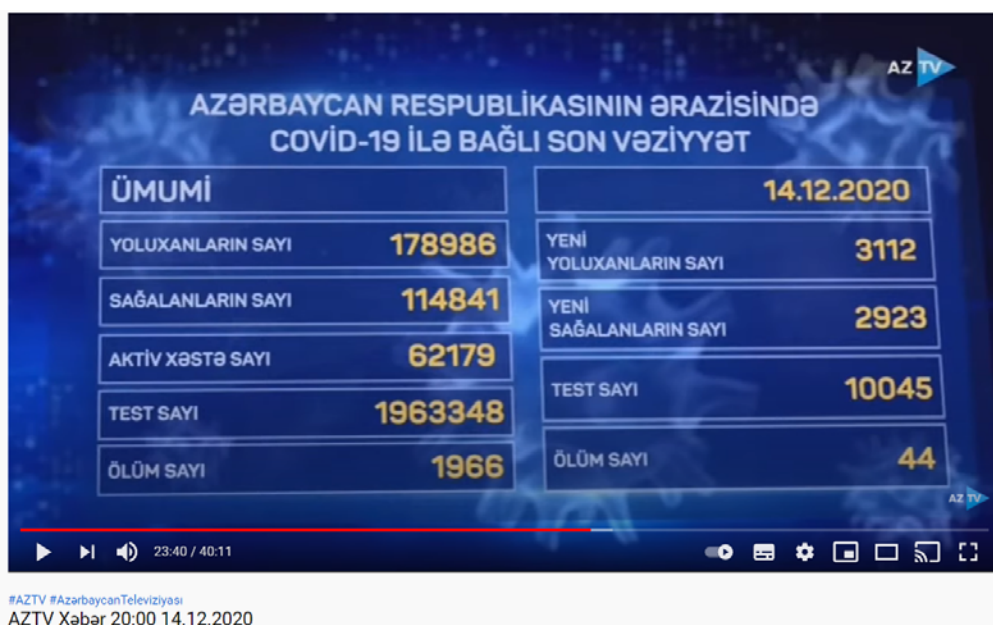 AZ TV
AZƏRBAYCAN RESPUBLİKASININ ƏRAZİSİNDƏ
COVİD-19 İLƏ BAĞLI SON VƏZİYYƏT
ÜMUMİ
YOLUXANLARIN SAYI 178986
SAĞALANLARIN SAYI 114841
AKTİV XƏSTƏ SAYI 62179
TEST SAYI 1963348
ÖLÜM SAYI 1966
14.12.2020
YENİ
YOLUXANLARIN SAYI 3112
YENİ
SAĞALANLARIN SAYI 2923
TEST SAYI 10045
ÖLÜM SAYI 44
AZ TV
23:40 / 40:11
#AZTV #AzərbaycanTeleviziyası
AZTV Xəbər 20:00 14.12.2020